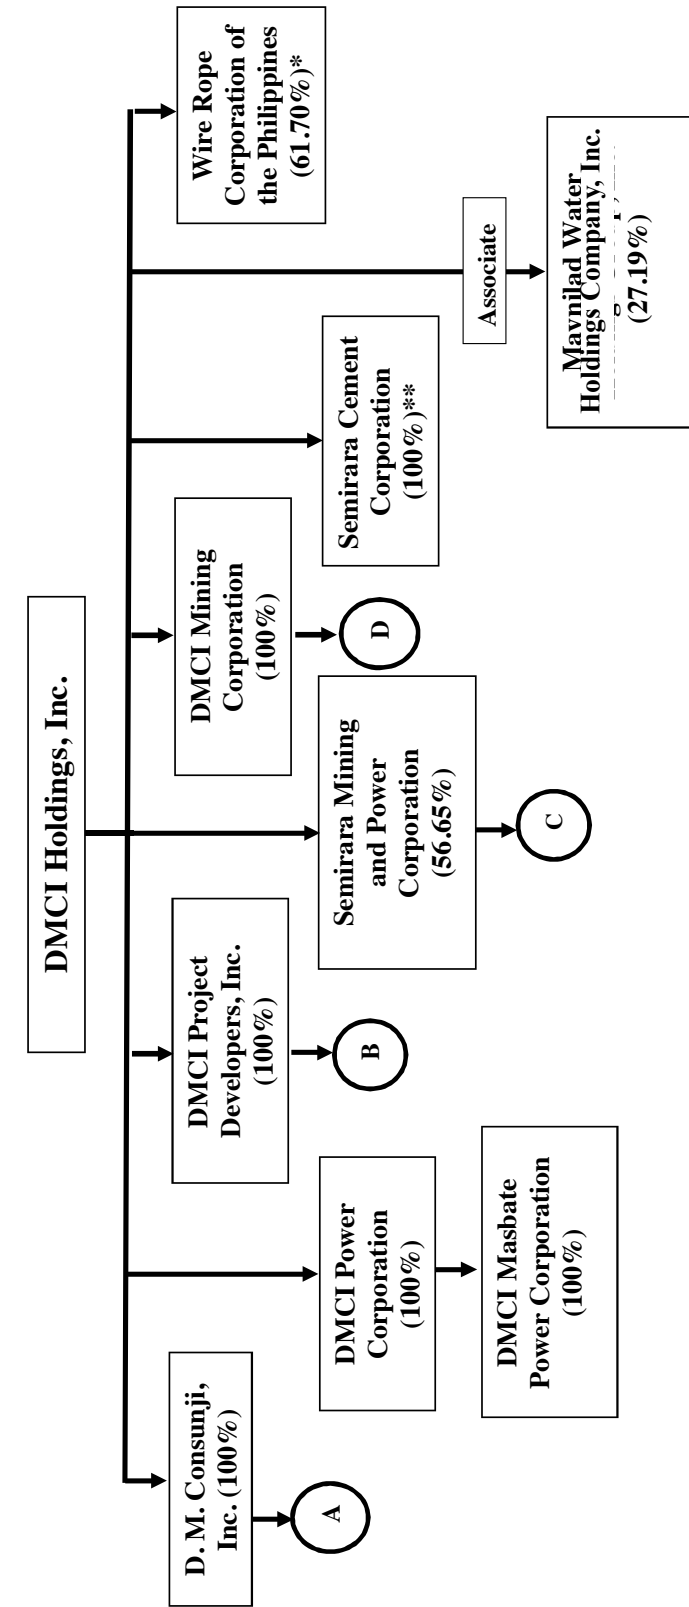 DMCI Holdings, Inc.
D. M. Consunji,
Inc. (100%)
A
DMCI Power
Corporation
(100%)
DMCI Masbate
Power Corporation
(100%)
DMCI Project
Developers, Inc.
(100%)
B
Semirara Mining
and Power
Corporation
(56.65%)
C
DMCI Mining
Corporation
(100%)
D
Semirara Cement
Corporation
(100%)**
Associate
Maynilad Water
Holdings Company, Inc.
(27.19%)
Wire Rope
Corporation of
the Philippines
(61.70%)*